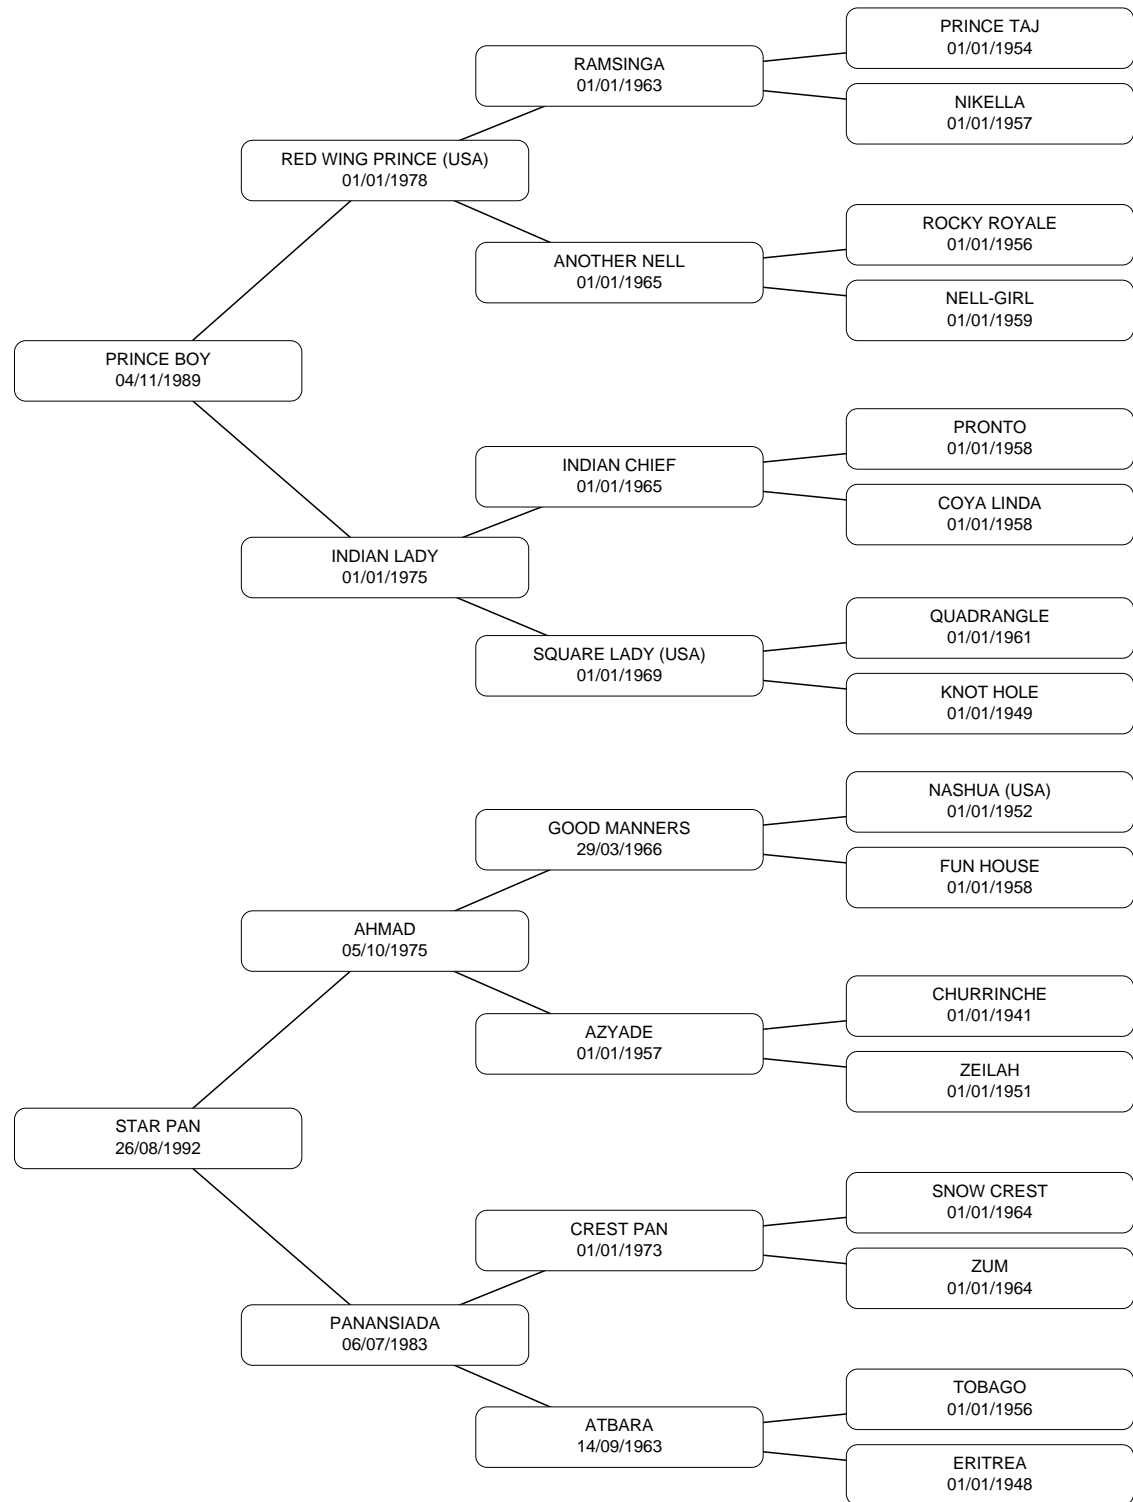 PRINCE TAJ
01/01/1954
RAMSINGA
01/01/1963
NIKELLA
01/01/1957
RED WING PRINCE (USA)
01/01/1978
ROCKY ROYALE
01/01/1956
ANOTHER NELL
01/01/1965
NELL-GIRL
01/01/1959
PRINCE BOY
04/11/1989
PRONTO
01/01/1958
INDIAN CHIEF
01/01/1965
COYA LINDA
01/01/1958
INDIAN LADY
01/01/1975
QUADRANGLE
01/01/1961
SQUARE LADY (USA)
01/01/1969
KNOT HOLE
01/01/1949
NASHUA (USA)
01/01/1952
GOOD MANNERS
29/03/1966
FUN HOUSE
01/01/1958
AHMAD
05/10/1975
CHURRINCHE
01/01/1941
AZYADE
01/01/1957
ZEILAH
01/01/1951
STAR PAN
26/08/1992
SNOW CREST
01/01/1964
CREST PAN
01/01/1973
ZUM
01/01/1964
PANANSIADA
06/07/1983
TOBAGO
01/01/1956
ATBARA
14/09/1963
ERITREA
01/01/1948